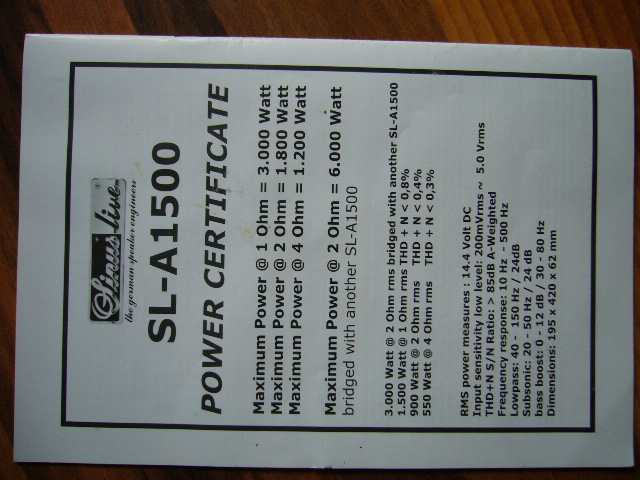 Sinus live ®
the german speaker engineers
SL-A1500
POWER CERTIFICATE
Maximum Power @ 1 Ohm = 3.000 Watt
Maximum Power @ 2 Ohm = 1.800 Watt
Maximum Power @ 4 Ohm = 1.200 Watt
Maximum Power @ 2 Ohm = 6.000 Watt
bridged with another SL-A1500
3.000 Watt @ 2 Ohm rms bridged with another SL-A1500
1.500 Watt @ 1 Ohm rms THD + N < 0,8%
900 Watt @ 2 Ohm rms THD + N < 0,4%
550 Watt @ 4 Ohm rms THD + N < 0,3%
RMS power measures : 14.4 Volt DC
Input sensitivity low level: 200mVrms ~ 5.0 Vrms
THD+N S/N Ratio: > 85dB A-Weighted
Frequency response: 10 Hz - 500 Hz
Lowpass: 40 - 150 Hz / 24dB
Subsonic: 20 - 50 Hz / 24 dB
bass boost: 0 - 12 dB / 30 - 80 Hz
Dimensions: 195 x 420 x 62 mm